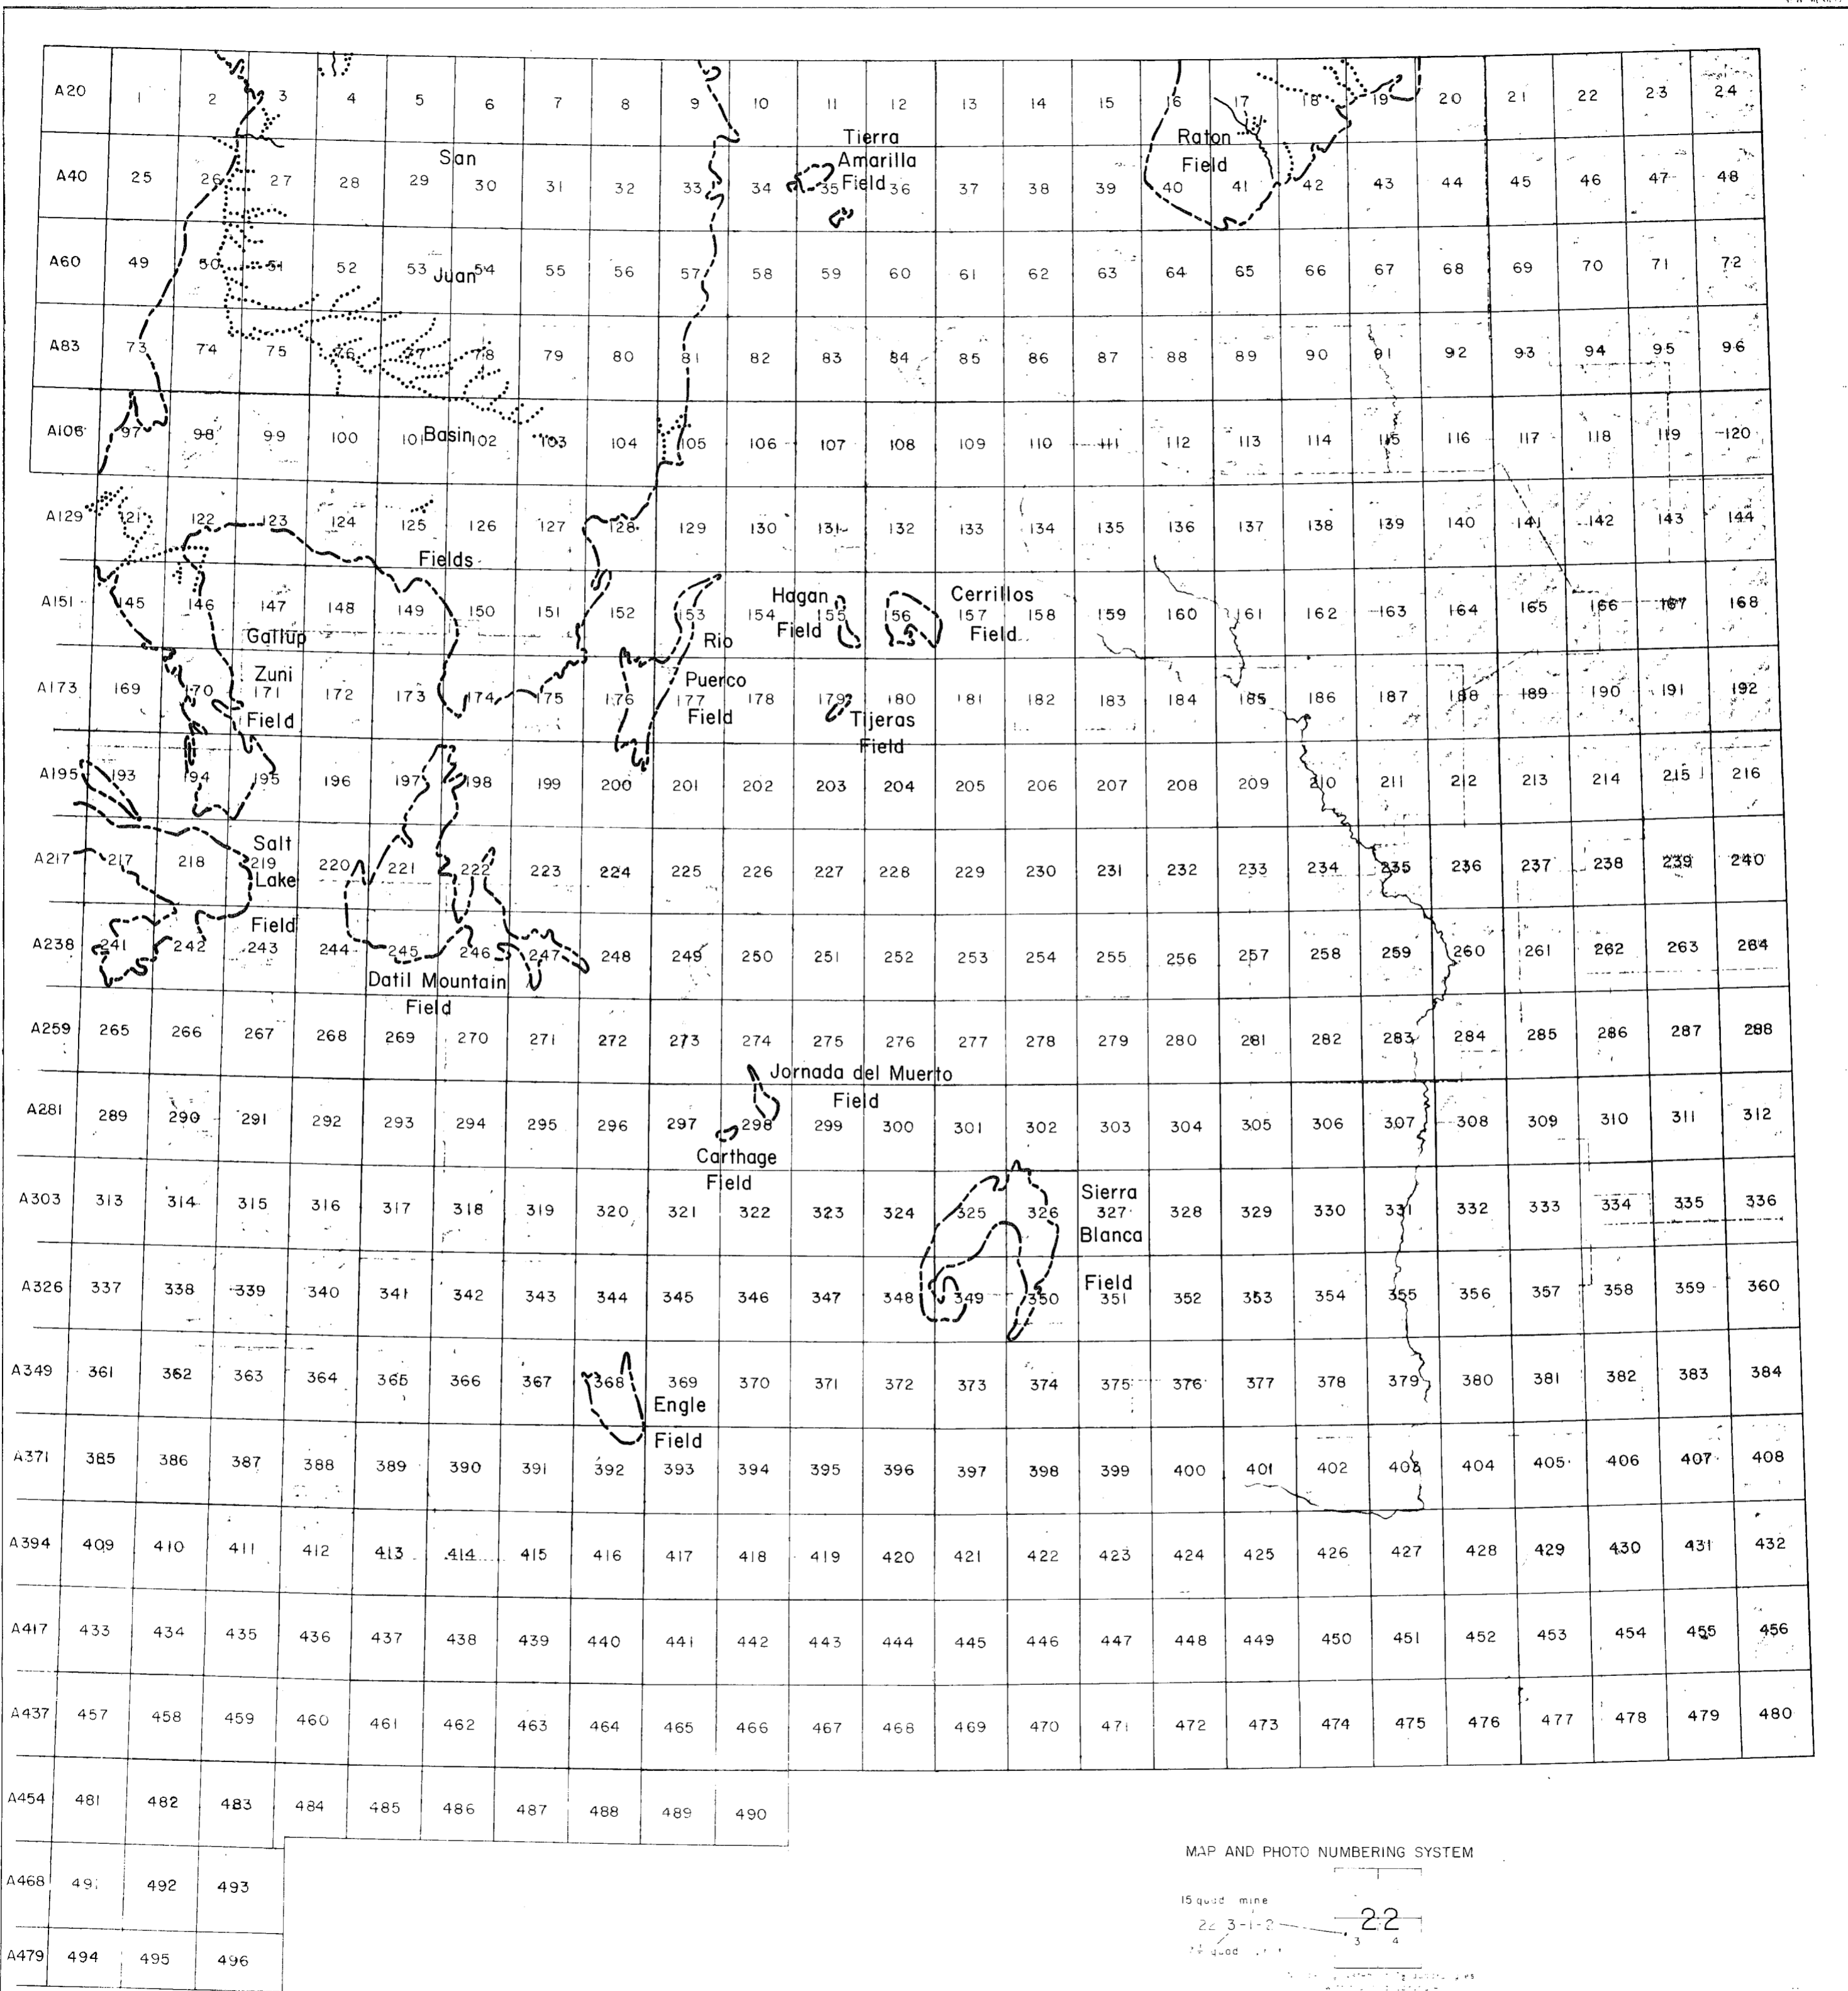 A20 1 2 3 4 5 6 7 8 9 10 11 12 13 14 15 16 17 18 19 20 21 22 23 24
Tierra
Raton
San
Amarilla
Field
A40 25 26 27 28 29 30 31 32 33 34 35 Field 36 37 38 39 40 41 42 43 44 45 46 47 48
A60 49 50 51 52 53 Juan 54 55 56 57 58 59 60 61 62 63 64 65 66 67 68 69 70 71 72
A83 73 74 75 76 77 78 79 80 81 82 83 84 85 86 87 88 89 90 91 92 93 94 95 96
A106 97 98 99 100 101 Basin 102 103 104 105 106 107 108 109 110 111 112 113 114 115 116 117 118 119 120
A129 121 122 123 124 125 126 127 128 129 130 131 132 133 134 135 136 137 138 139 140 141 142 143 144
Fields
Hagan Cerrillos
A151 145 146 147 148 149 150 151 152 153 154 155 156 157 158 159 160 161 162 163 164 165 166 167 168
Gallup Rio Field Field
Zuni Puerco
A173 169 170 171 172 173 174 175 176 177 178 179 180 181 182 183 184 185 186 187 188 189 190 191 192
Field Field Tijeras
Field
A195 193 194 195 196 197 198 199 200 201 202 203 204 205 206 207 208 209 210 211 212 213 214 215 216
Salt
A217 217 218 219 220 221 222 223 224 225 226 227 228 229 230 231 232 233 234 235 236 237 238 239 240
Lake
Field
A238 241 242 243 244 245 246 247 248 249 250 251 252 253 254 255 256 257 258 259 260 261 262 263 264
Datil Mountain
Field
A259 265 266 267 268 269 270 271 272 273 274 275 276 277 278 279 280 281 282 283 284 285 286 287 288
Jornada del Muerto
Field
A281 289 290 291 292 293 294 295 296 297 298 299 300 301 302 303 304 305 306 307 308 309 310 311 312
Carthage
Field
Sierra
A303 313 314 315 316 317 318 319 320 321 322 323 324 325 326 327 328 329 330 331 332 333 334 335 336
Blanca
Field
A326 337 338 339 340 341 342 343 344 345 346 347 348 349 350 351 352 353 354 355 356 357 358 359 360
A349 361 362 363 364 365 366 367 368 369 370 371 372 373 374 375 376 377 378 379 380 381 382 383 384
Engle
Field
A371 385 386 387 388 389 390 391 392 393 394 395 396 397 398 399 400 401 402 403 404 405 406 407 408
A394 409 410 411 412 413 414 415 416 417 418 419 420 421 422 423 424 425 426 427 428 429 430 431 432
A417 433 434 435 436 437 438 439 440 441 442 443 444 445 446 447 448 449 450 451 452 453 454 455 456
A437 457 458 459 460 461 462 463 464 465 466 467 468 469 470 471 472 473 474 475 476 477 478 479 480
A454 481 482 483 484 485 486 487 488 489 490
A468 492 493
A479 494 495 496
MAP AND PHOTO NUMBERING SYSTEM
15 quad mine
3-1-2
22
3 4
quad